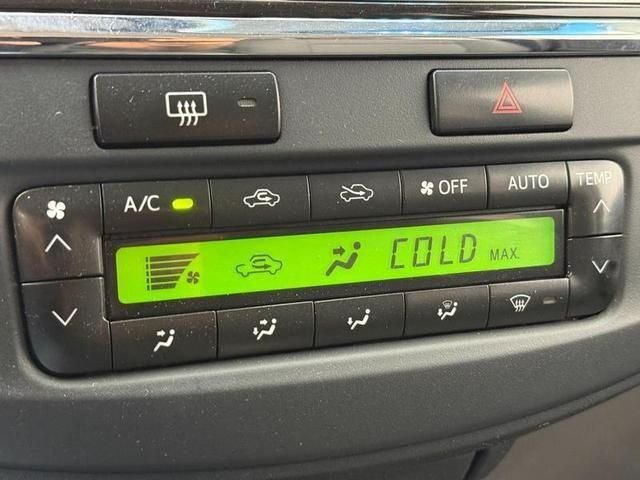 A/C
OFF
AUTO
TEMP
COLD MAX.